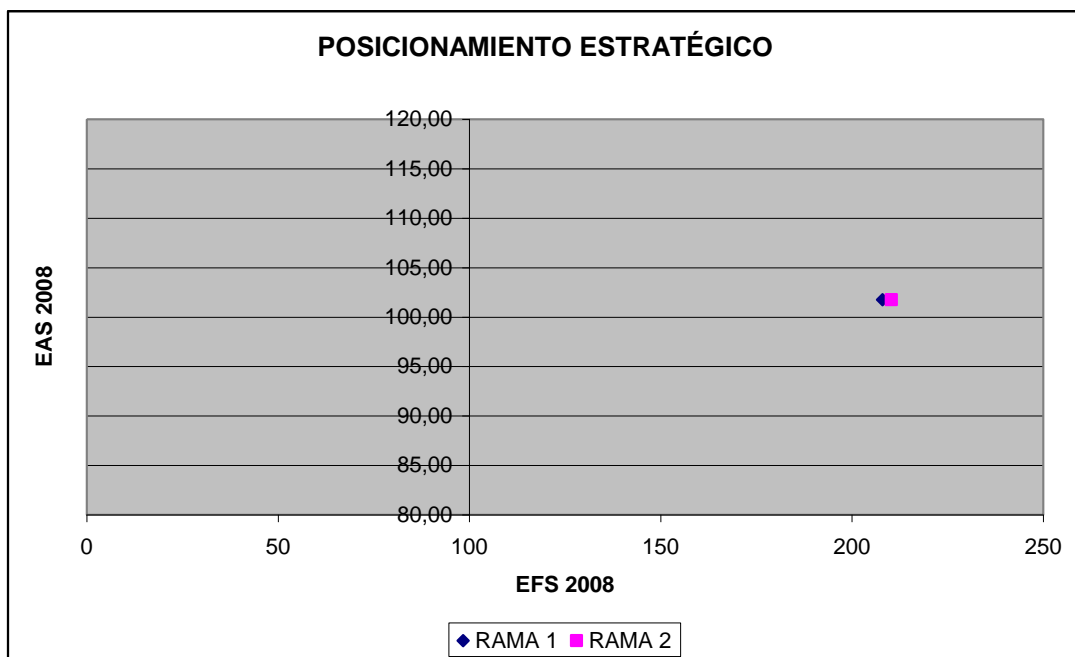 POSICIONAMIENTO ESTRATÉGICO
120,00
115,00
110,00
105,00
100,00
95,00
90,00
85,00
80,00
EAS 2008
0 50 100 150 200 250
EFS 2008
RAMA 1 RAMA 2